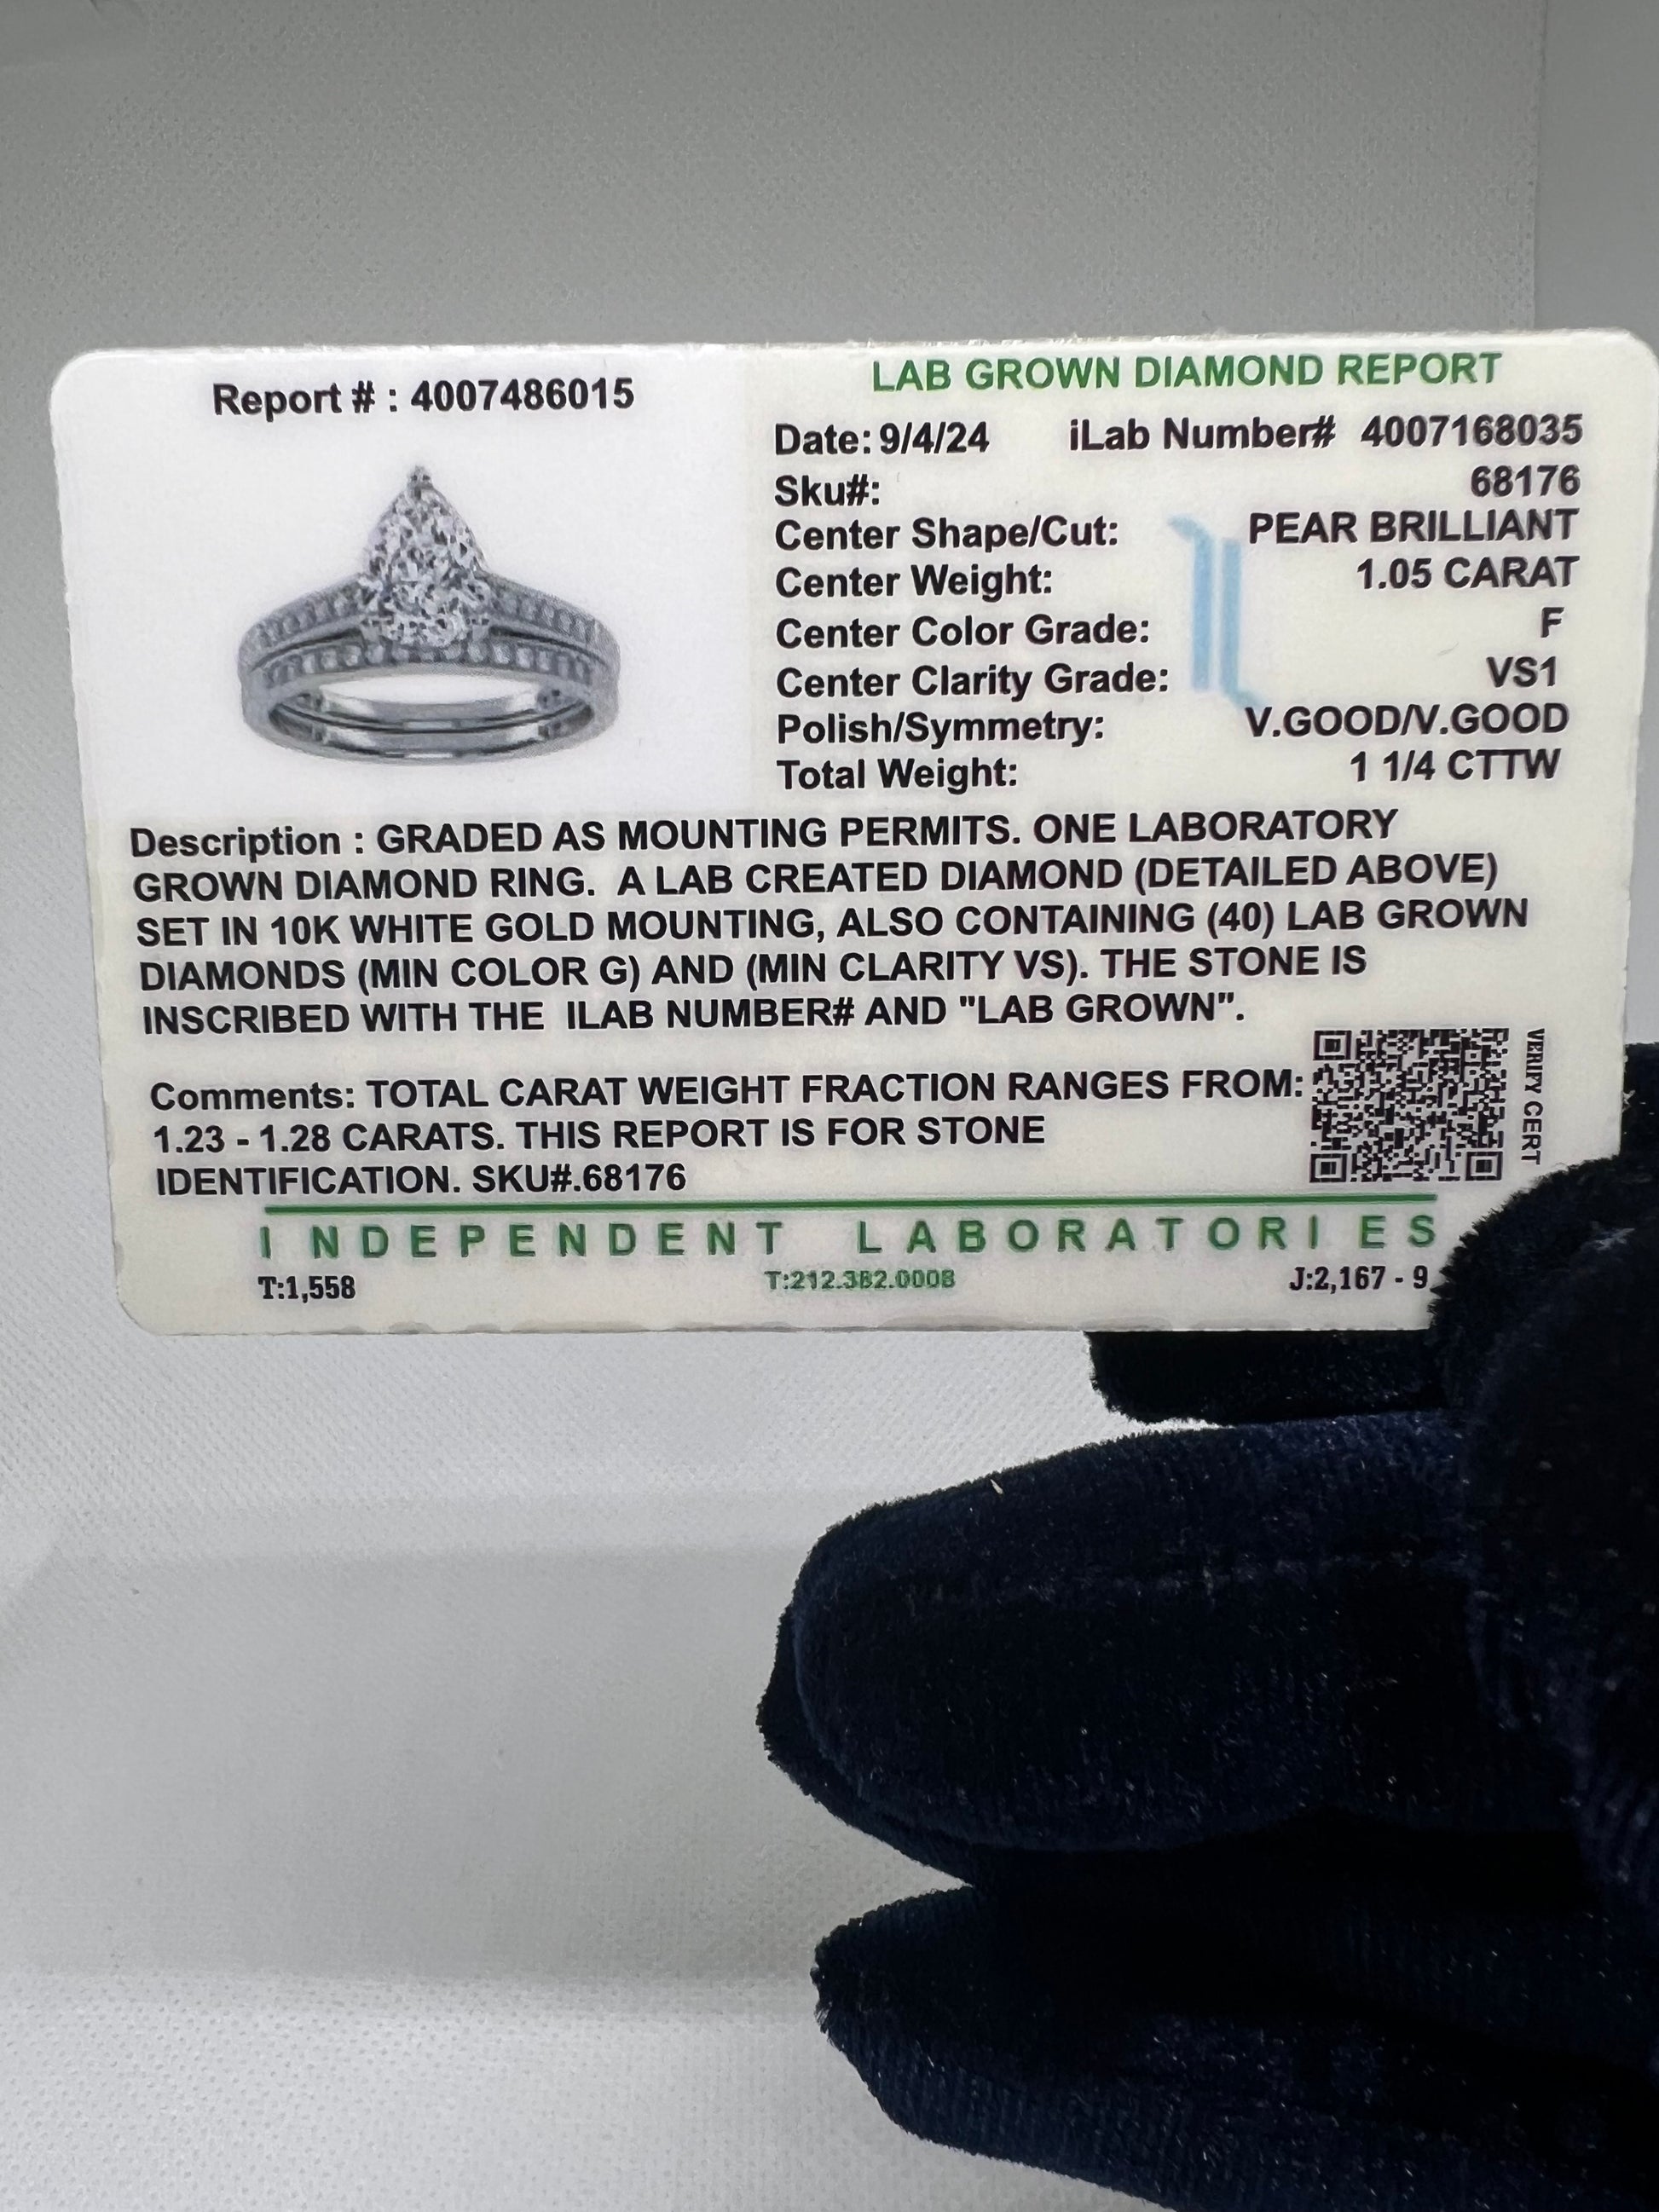 Report # : 4007486015
LAB GROWN DIAMOND REPORT
Date: 9/4/24 iLab Number# 4007168035
Sku#: 68176
Center Shape/Cut: PEAR BRILLIANT
Center Weight: 1.05 CARAT
Center Color Grade: F
Center Clarity Grade: VS1
Polish/Symmetry: V.GOOD/V.GOOD
Total Weight: 1 1/4 CTTW
Description : GRADED AS MOUNTING PERMITS. ONE LABORATORY
GROWN DIAMOND RING. A LAB CREATED DIAMOND (DETAILED ABOVE)
SET IN 10K WHITE GOLD MOUNTING, ALSO CONTAINING (40) LAB GROWN
DIAMONDS (MIN COLOR G) AND (MIN CLARITY VS). THE STONE IS
INSCRIBED WITH THE ILAB NUMBER# AND "LAB GROWN".
Comments: TOTAL CARAT WEIGHT FRACTION RANGES FROM:
1.23 - 1.28 CARATS. THIS REPORT IS FOR STONE
IDENTIFICATION. SKU#.68176
VERIFY CERT
INDEPENDENT LABORATORIES
T:1,558 T:212.382.0008 J:2,167 - 9